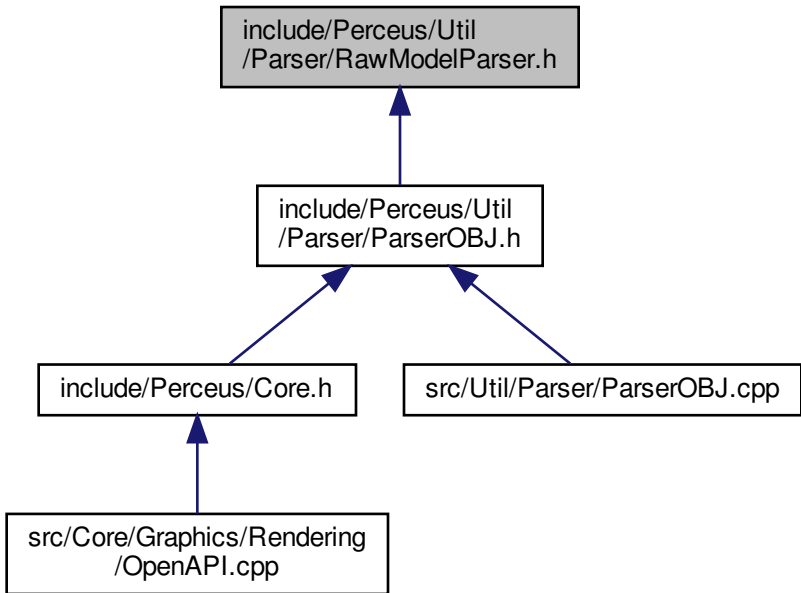 include/Perceus/Util
/Parser/RawModelParser.h
include/Perceus/Util
/Parser/ParserOBJ.h
include/Perceus/Core.h
src/Util/Parser/ParserOBJ.cpp
src/Core/Graphics/Rendering
/OpenAPI.cpp